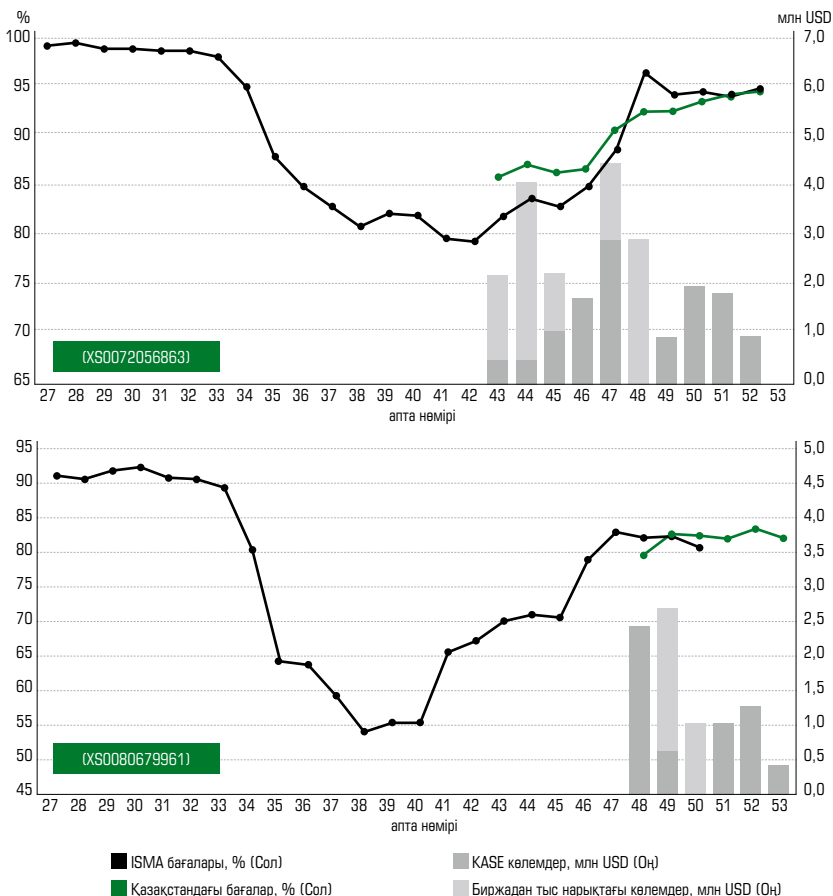 % млн USD
100 7,0
95 6,0
90 5,0
85 4,0
80 3,0
75 2,0
70 1,0
65 0,0
(XS0072056863)
27 28 29 30 31 32 33 34 35 36 37 38 39 40 41 42 43 44 45 46 47 48 49 50 51 52 53
апта нөмірі
95 5,0
90 4,5
85 4,0
80 3,5
75 3,0
70 2,5
65 2,0
60 1,5
55 1,0
50 0,5
45 0,0
(XS0080679961)
27 28 29 30 31 32 33 34 35 36 37 38 39 40 41 42 43 44 45 46 47 48 49 50 51 52 53
апта нөмірі
ISMA бағалары, % (Сол) KASE көлемдер, млн USD (Оң)
Қазақстандағы бағалар, % (Сол) Биржадан тыс нарықтағы көлемдер, млн USD (Оң)